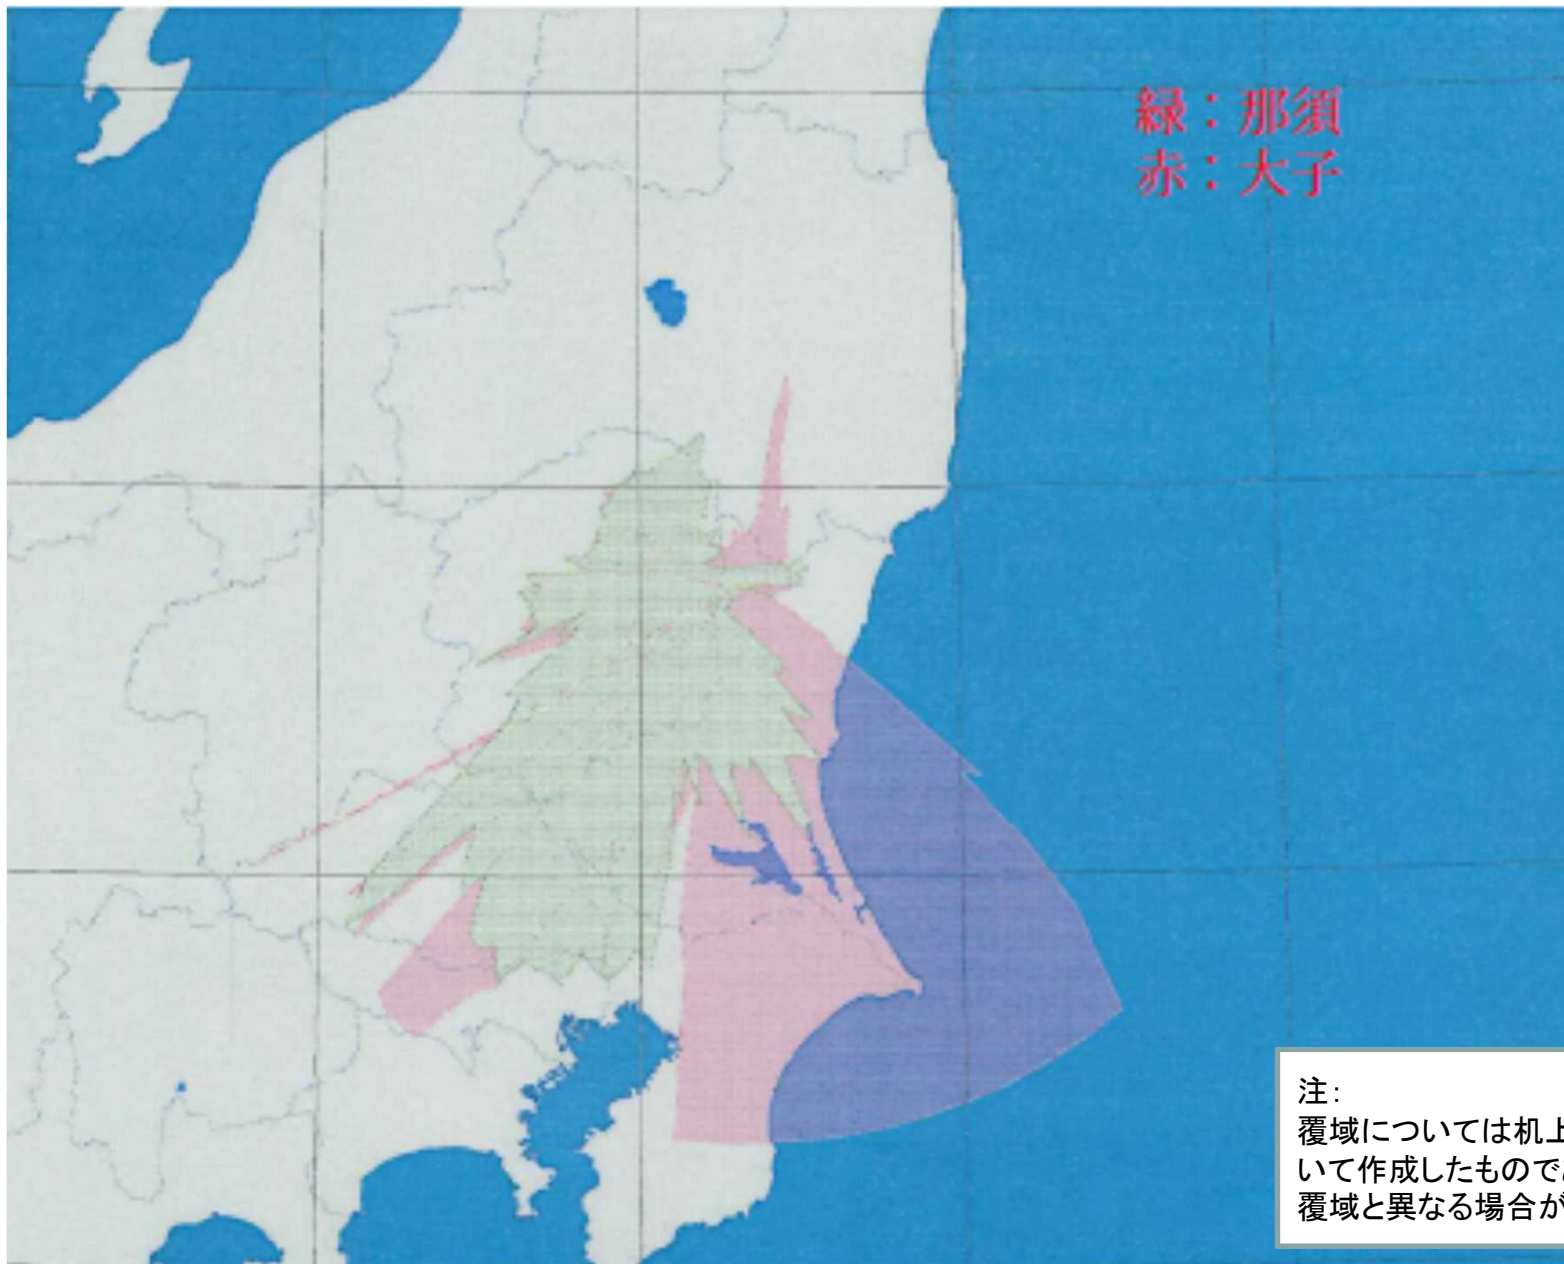 緑：那須
赤：大子
注：
覆域については机上
いて作成したもので
覆域と異なる場合が